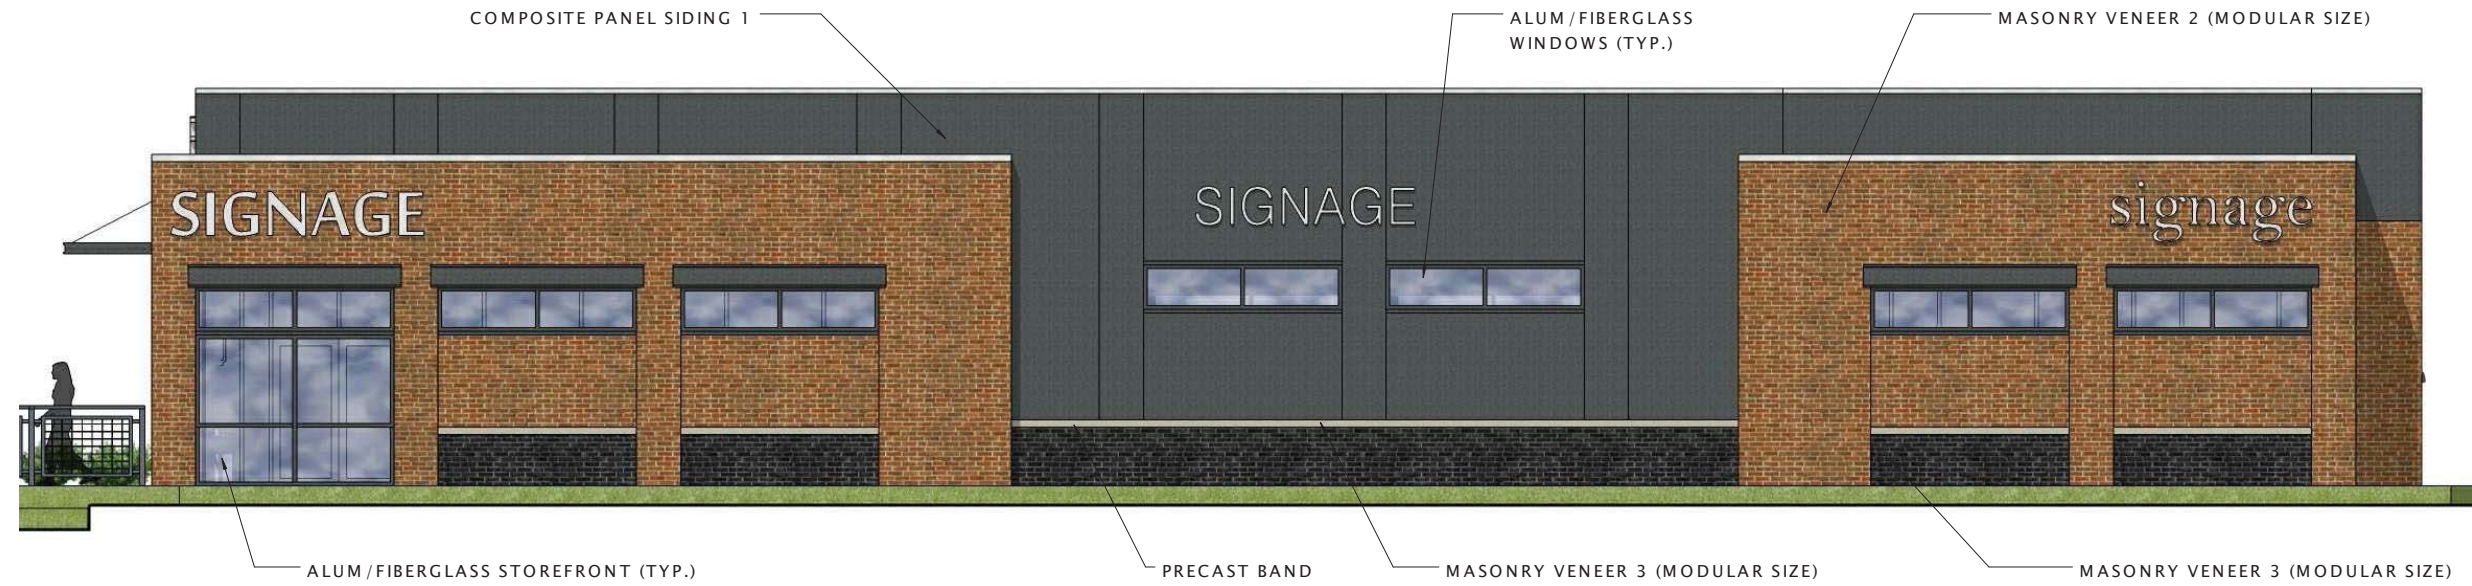 COMPOSITE PANEL SIDING 1
ALUM/FIBERGLASS
WINDOWS (TYP.)
MASONRY VENEER 2 (MODULAR SIZE)
SIGNAGE
SIGNAGE
signage
ALUM/FIBERGLASS STOREFRONT (TYP.)
PRECAST BAND
MASONRY VENEER 3 (MODULAR SIZE)
MASONRY VENEER 3 (MODULAR SIZE)